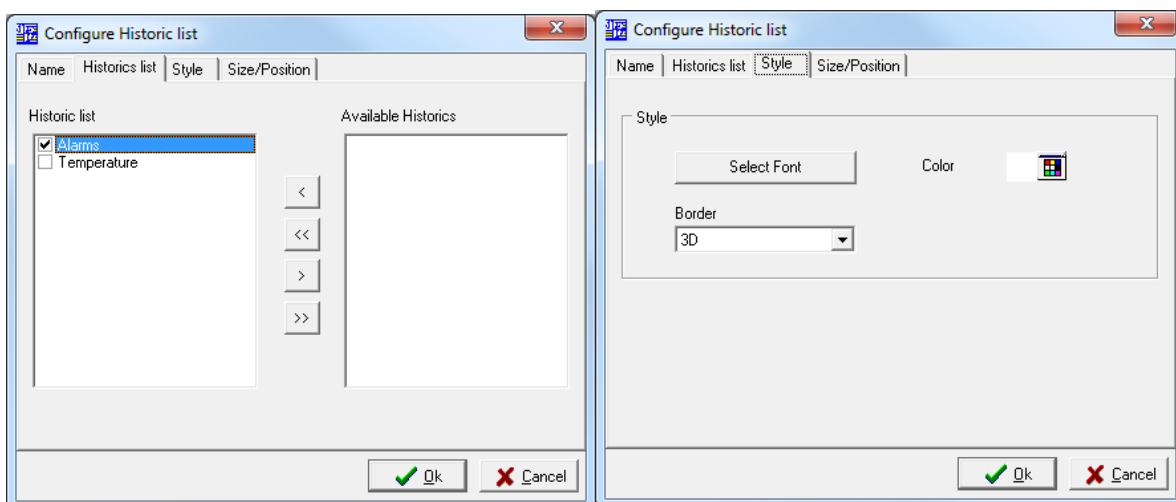 Configure Historic list
Name Historics list Style Size/Position
Historic list Available Historics
Alarms
Temperature
<
<<
>
>>
Ok Cancel
Configure Historic list
Name Historics list Style Size/Position
Style
Select Font Color
Border
3D
Ok Cancel